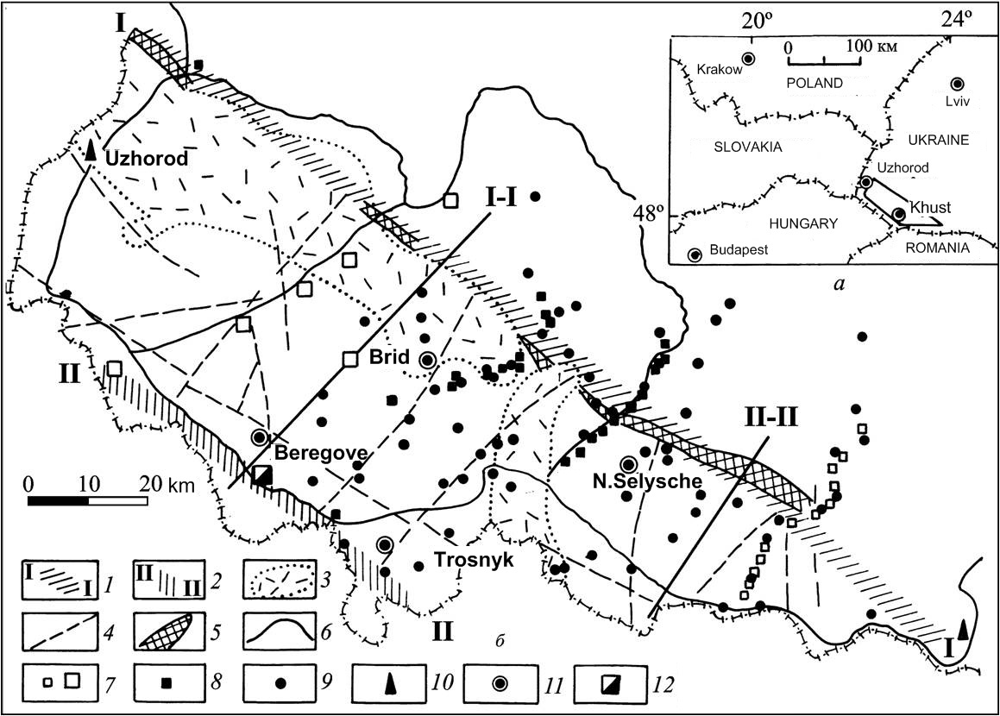 I
20º
24º
0
100 км
Krakow
POLAND
Lviv
SLOVAKIA
UKRAINE
Uzhorod
Uzhorod
I-I
48º
Khust
HUNGARY
ROMANIA
Budapest
a
Brid
II
II-II
Beregove
N.Selysche
0 10 20 km
Trosnyk
I I 1
II II 2
3
II
б
I
4
5
6
7
8
9
10
11
12